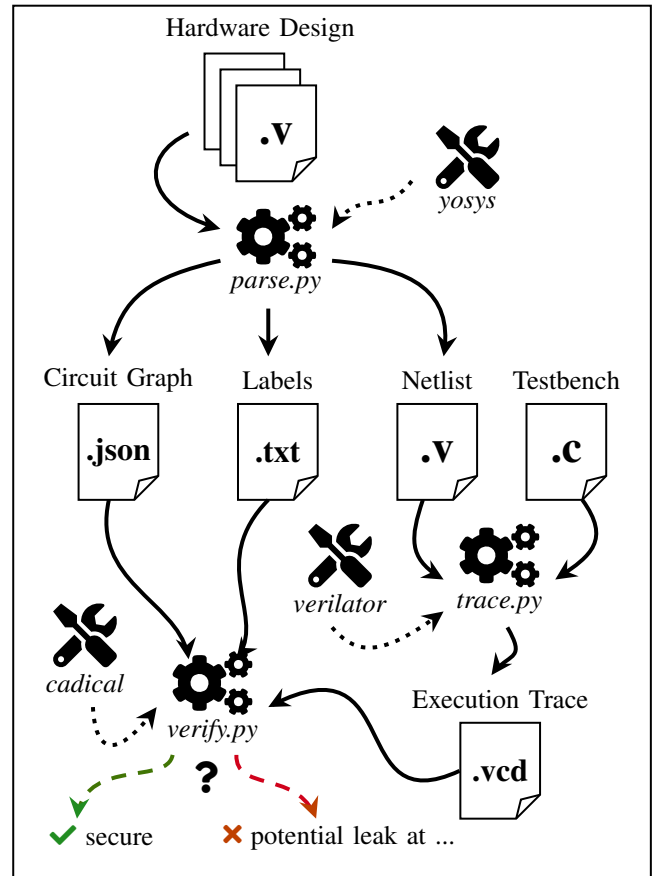 Hardware Design
.v
yosys
parse.py
Circuit Graph
Labels
Netlist
Testbench
.json
.txt
.v
.c
verilator
trace.py
cadical
verify.py
Execution Trace
.vcd
?
secure
potential leak at ...